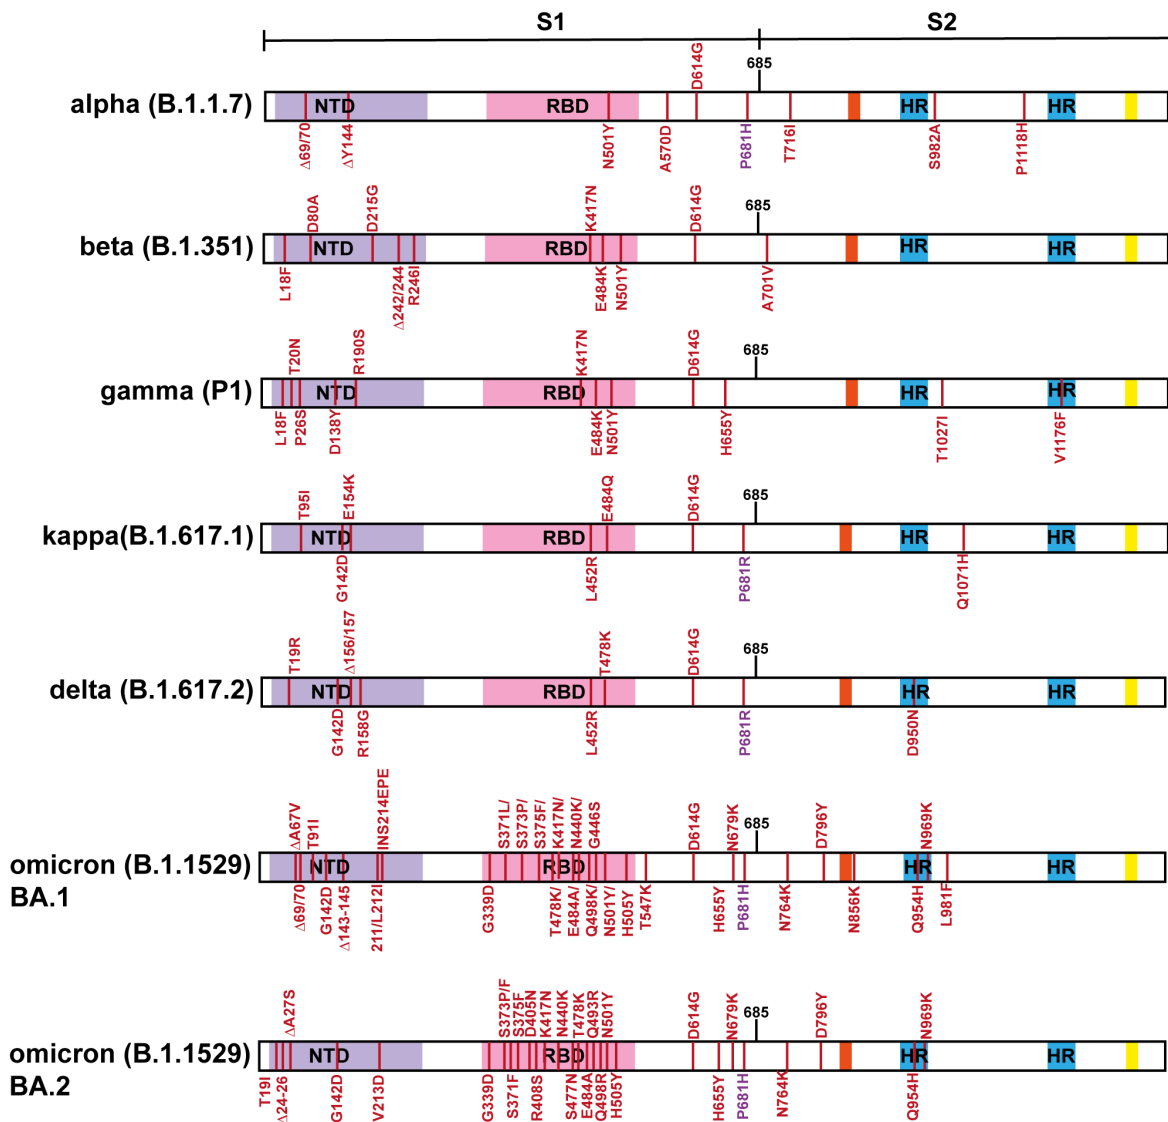 S1 S2
D614G 685
alpha (B.1.1.7) NTD RBD HR HR
Δ69/70 ΔY144 N501Y A570D P681H T716I S982A P1118H
D80A D215G K417N D614G 685
beta (B.1.351) NTD RBD HR HR
L18F Δ242/244 R246I E484K N501Y A701V
T20N R190S K417N D614G 685
gamma (P1) NTD RBD HR HR
L18F P26S D138Y E484K N501Y H655Y T1027I V1176F
T95I E154K E484Q D614G 685
kappa(B.1.617.1) NTD RBD HR HR
G142D L452R P681R Q1071H
T19R Δ156/157 T478K D614G 685
delta (B.1.617.2) NTD RBD HR HR
G142D R158G L452R P681R D950N
ΔA67V T91I INS214EPE S371L/ S373P/ S375F/ K417N/ N440K/ G446S D614G N679K 685 D796Y N969K
omicron (B.1.1529) NTD RBD HR HR
BA.1
Δ69/70 G142D Δ143-145 211/L212I G339D T478K/ E484A/ Q498K/ N501Y/ H505Y T547K H655Y P681H N764K N856K Q954H L981F
ΔA27S S373P/F S375F D405N K417N N440K T478K Q493R N501Y D614G N679K 685 D796Y N969K
omicron (B.1.1529) NTD RBD HR HR
BA.2
T19I Δ24-26 G142D V213D G339D S371F R408S S477N E484A Q498R H505Y H655Y P681H N764K Q954H